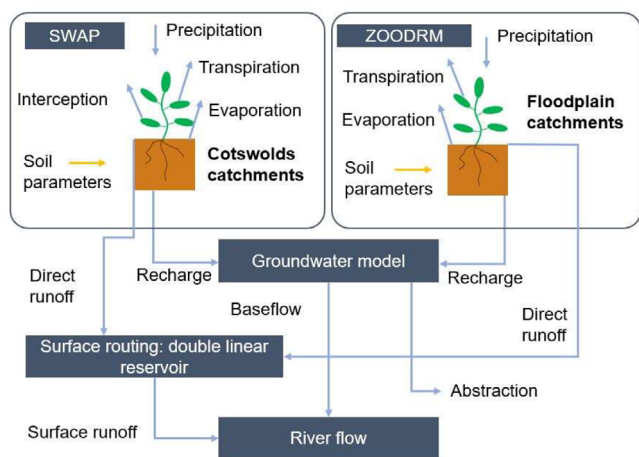 SWAP
Precipitation
Transpiration
Interception
Evaporation
Soil
parameters
Cotswolds
catchments
ZOODRM
Precipitation
Transpiration
Floodplain
catchments
Evaporation
Soil
parameters
Direct
runoff
Recharge
Groundwater model
Recharge
Baseflow
Direct
runoff
Surface routing: double linear
reservoir
Abstraction
Surface runoff
River flow